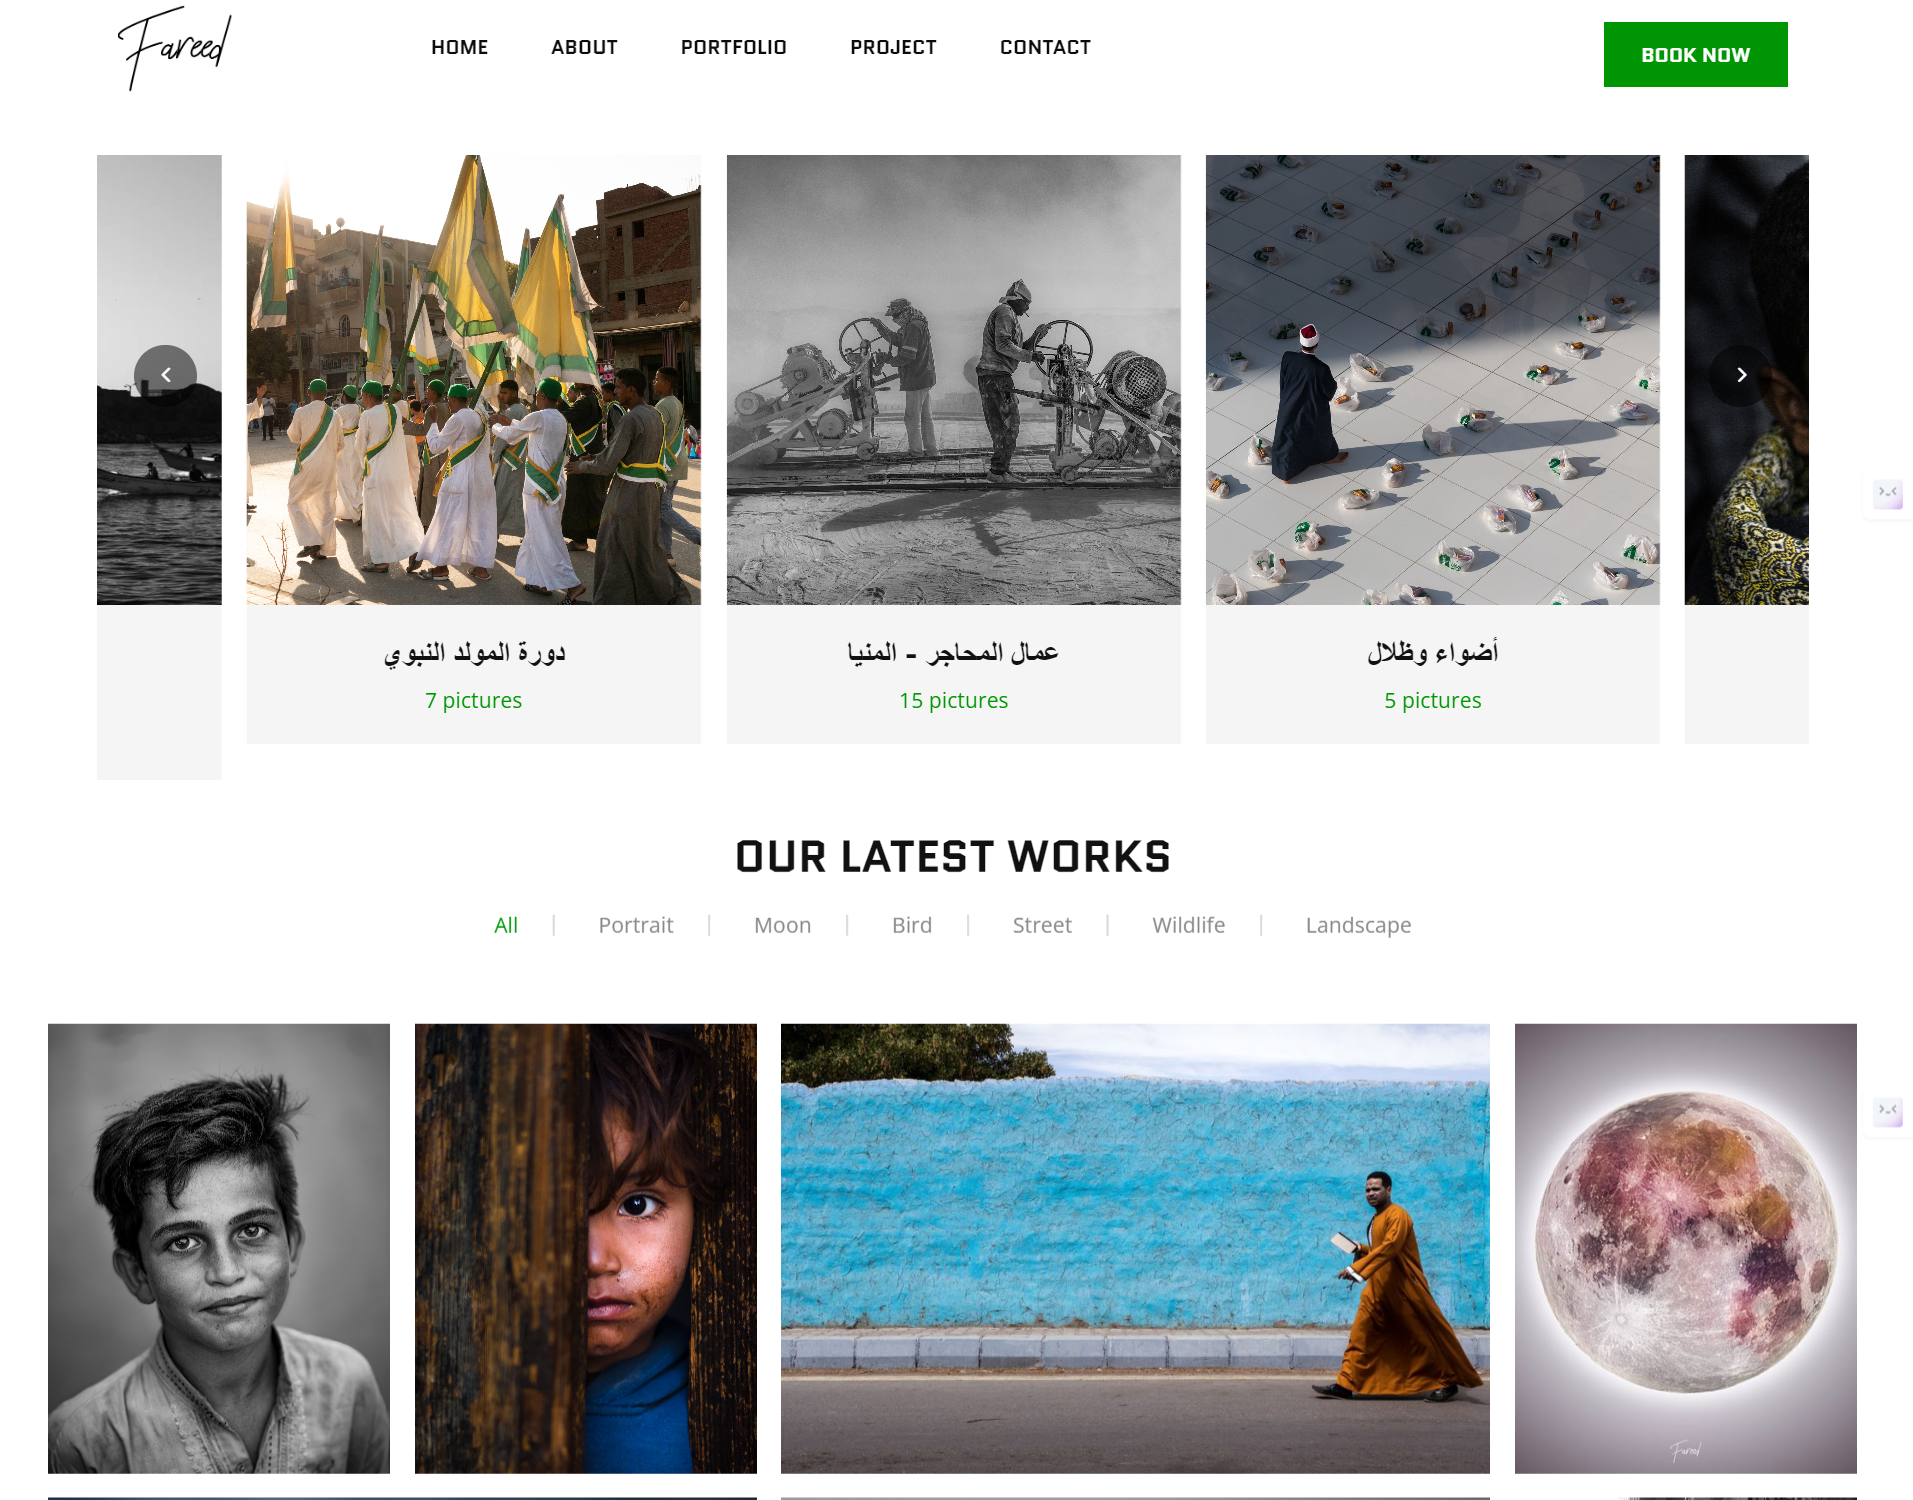 Fareed
HOME ABOUT PORTFOLIO PROJECT CONTACT
BOOK NOW
دورة المولد النبوي
7 pictures
عمال المحاجر - المنيا
15 pictures
أضواء وظلال
5 pictures
OUR LATEST WORKS
All | Portrait | Moon | Bird | Street | Wildlife | Landscape
Fareed